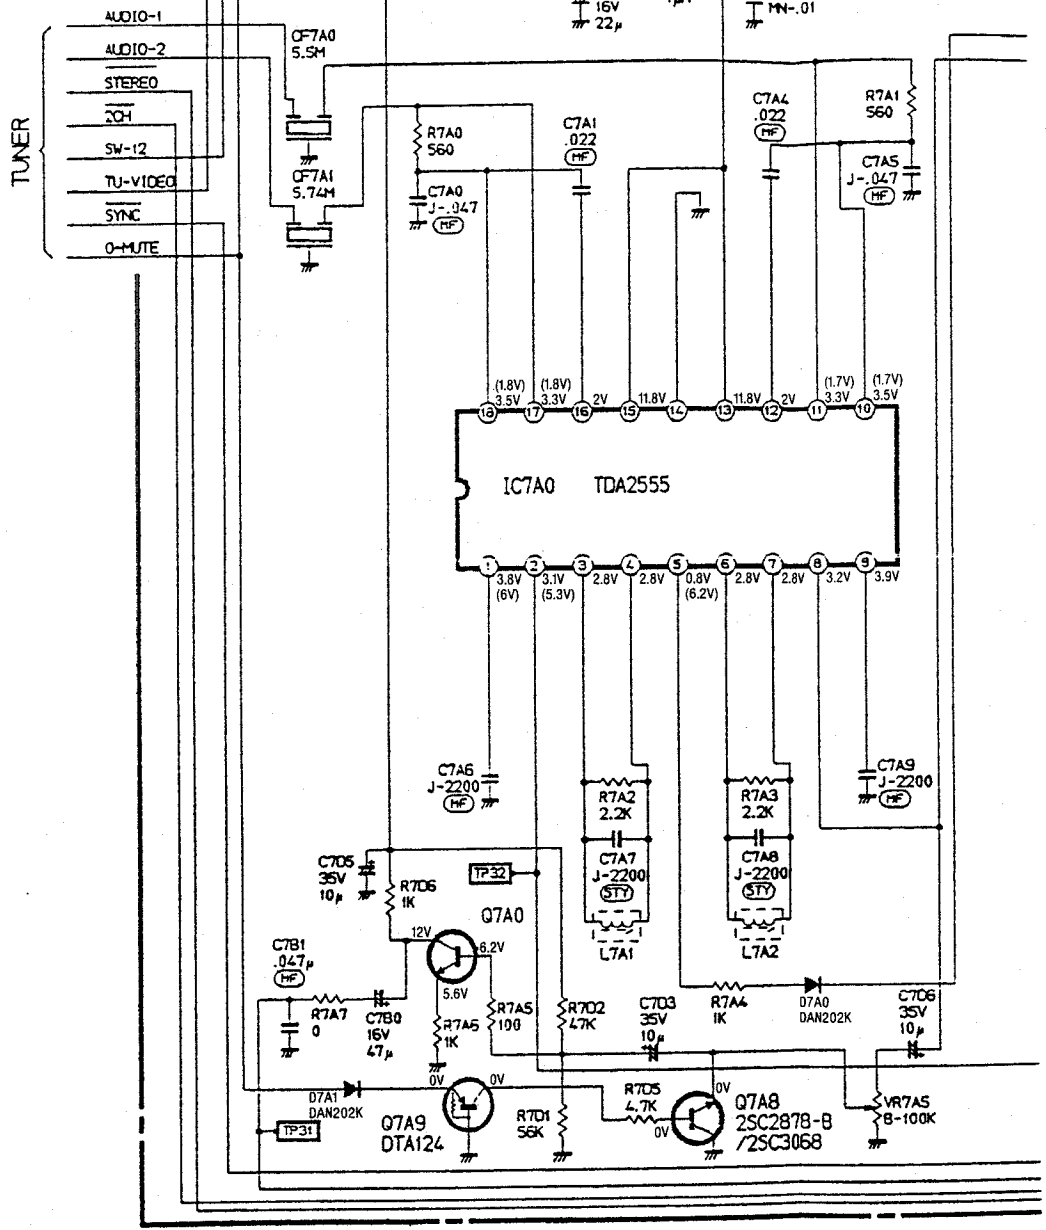 16V
22µ
MN-.01
TUNER
AUDIO-1
AUDIO-2
STEREO
2CH
SW-12
TU-VIDEO
SYNC
O-MUTE
CF7A0
5.5M
CF7A1
5.74M
R7A0
560
C7A0
J-.047
MF
C7A1
.022
MF
C7A4
.022
MF
R7A1
560
C7A5
J-.047
MF
(1.8V) (1.8V) (1.7V) (1.7V)
3.5V 3.3V 2V 11.8V 11.8V 2V 3.3V 3.5V
18 17 16 15 14 13 12 11 10
IC7A0 TDA2555
1 2 3 4 5 6 7 8 9
3.8V 3.1V 2.8V 2.8V 0.8V 2.8V 2.8V 3.2V 3.9V
(6V) (5.3V) (6.2V)
C7A6
J-2200
MF
R7A2
2.2K
C7A7
J-2200
STY
L7A1
R7A3
2.2K
C7A8
J-2200
STY
L7A2
C7A9
J-2200
MF
C7D5
35V
10µ
R7D6
1K
TP32
Q7A0
12V
6.2V
5.6V
C7B1
.047µ
MF
R7A7
0
C7B0
16V
47µ
R7A6
1K
R7A5
100
R7D2
47K
C7D3
35V
10µ
R7A4
1K
D7A0
DAN202K
C7D6
35V
10µ
D7A1
DAN202K
0V 0V
Q7A9
DTA124
R7D1
56K
R7D5
4.7K
0V
0V
Q7A8
2SC2878-B
/2SC3068
VR7A5
B-100K
TP31